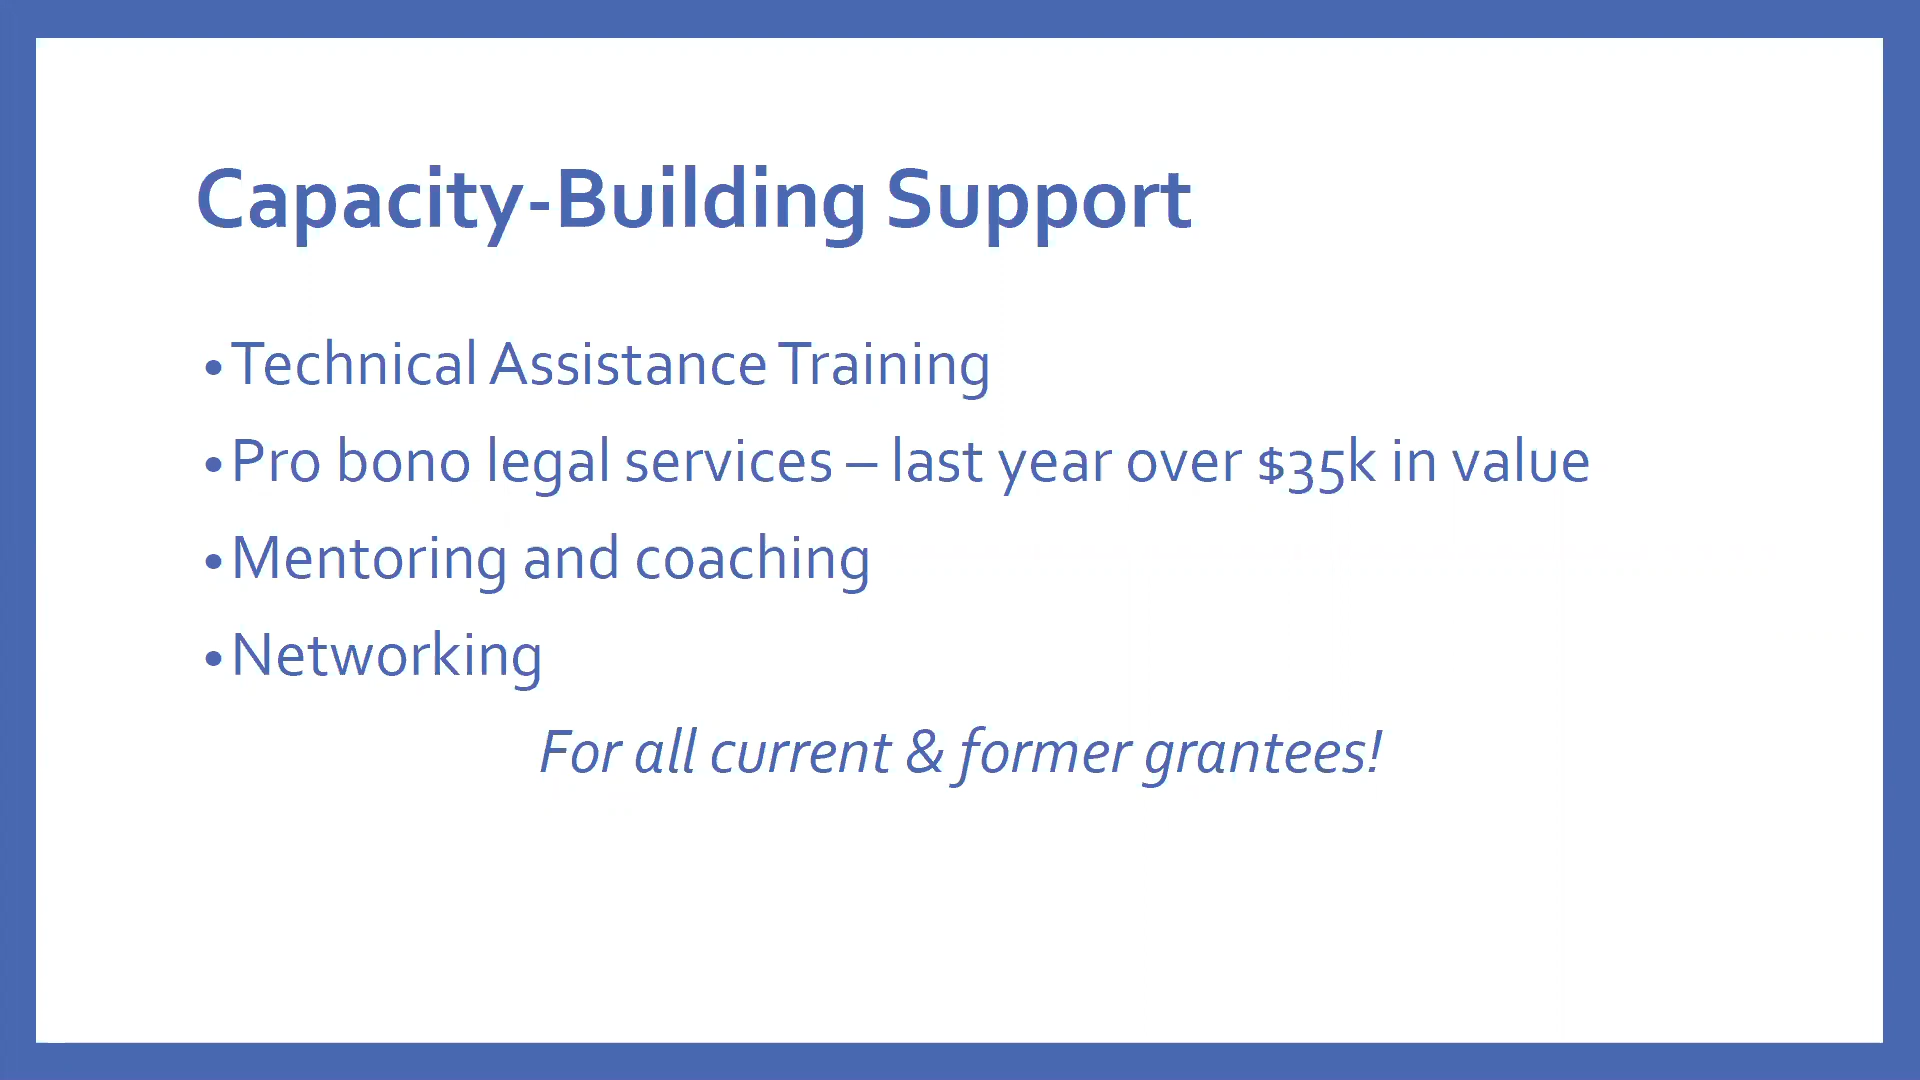 Capacity-Building Support
•Technical Assistance Training
•Pro bono legal services – last year over $35k in value
•Mentoring and coaching
•Networking
For all current & former grantees!